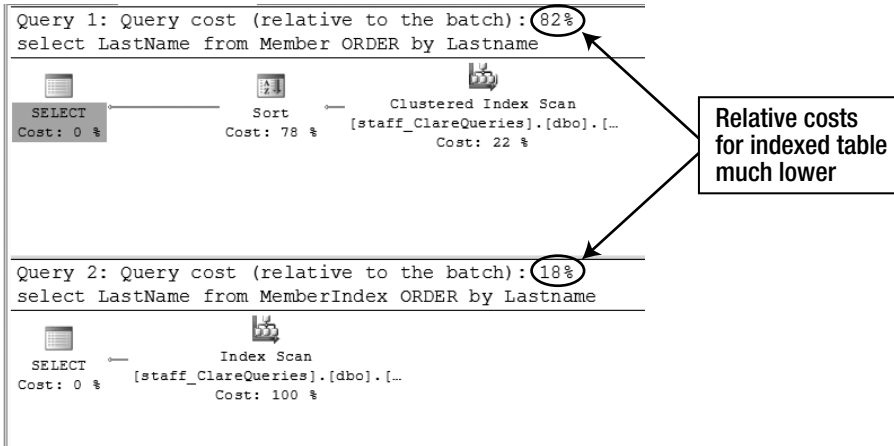 Query 1: Query cost (relative to the batch): 82%
select LastName from Member ORDER by Lastname
SELECT
Cost: 0 %
Sort
Cost: 78 %
Clustered Index Scan
[staff_ClareQueries].[dbo].[…
Cost: 22 %
Relative costs
for indexed table
much lower
Query 2: Query cost (relative to the batch): 18%
select LastName from MemberIndex ORDER by Lastname
SELECT
Cost: 0 %
Index Scan
[staff_ClareQueries].[dbo].[…
Cost: 100 %